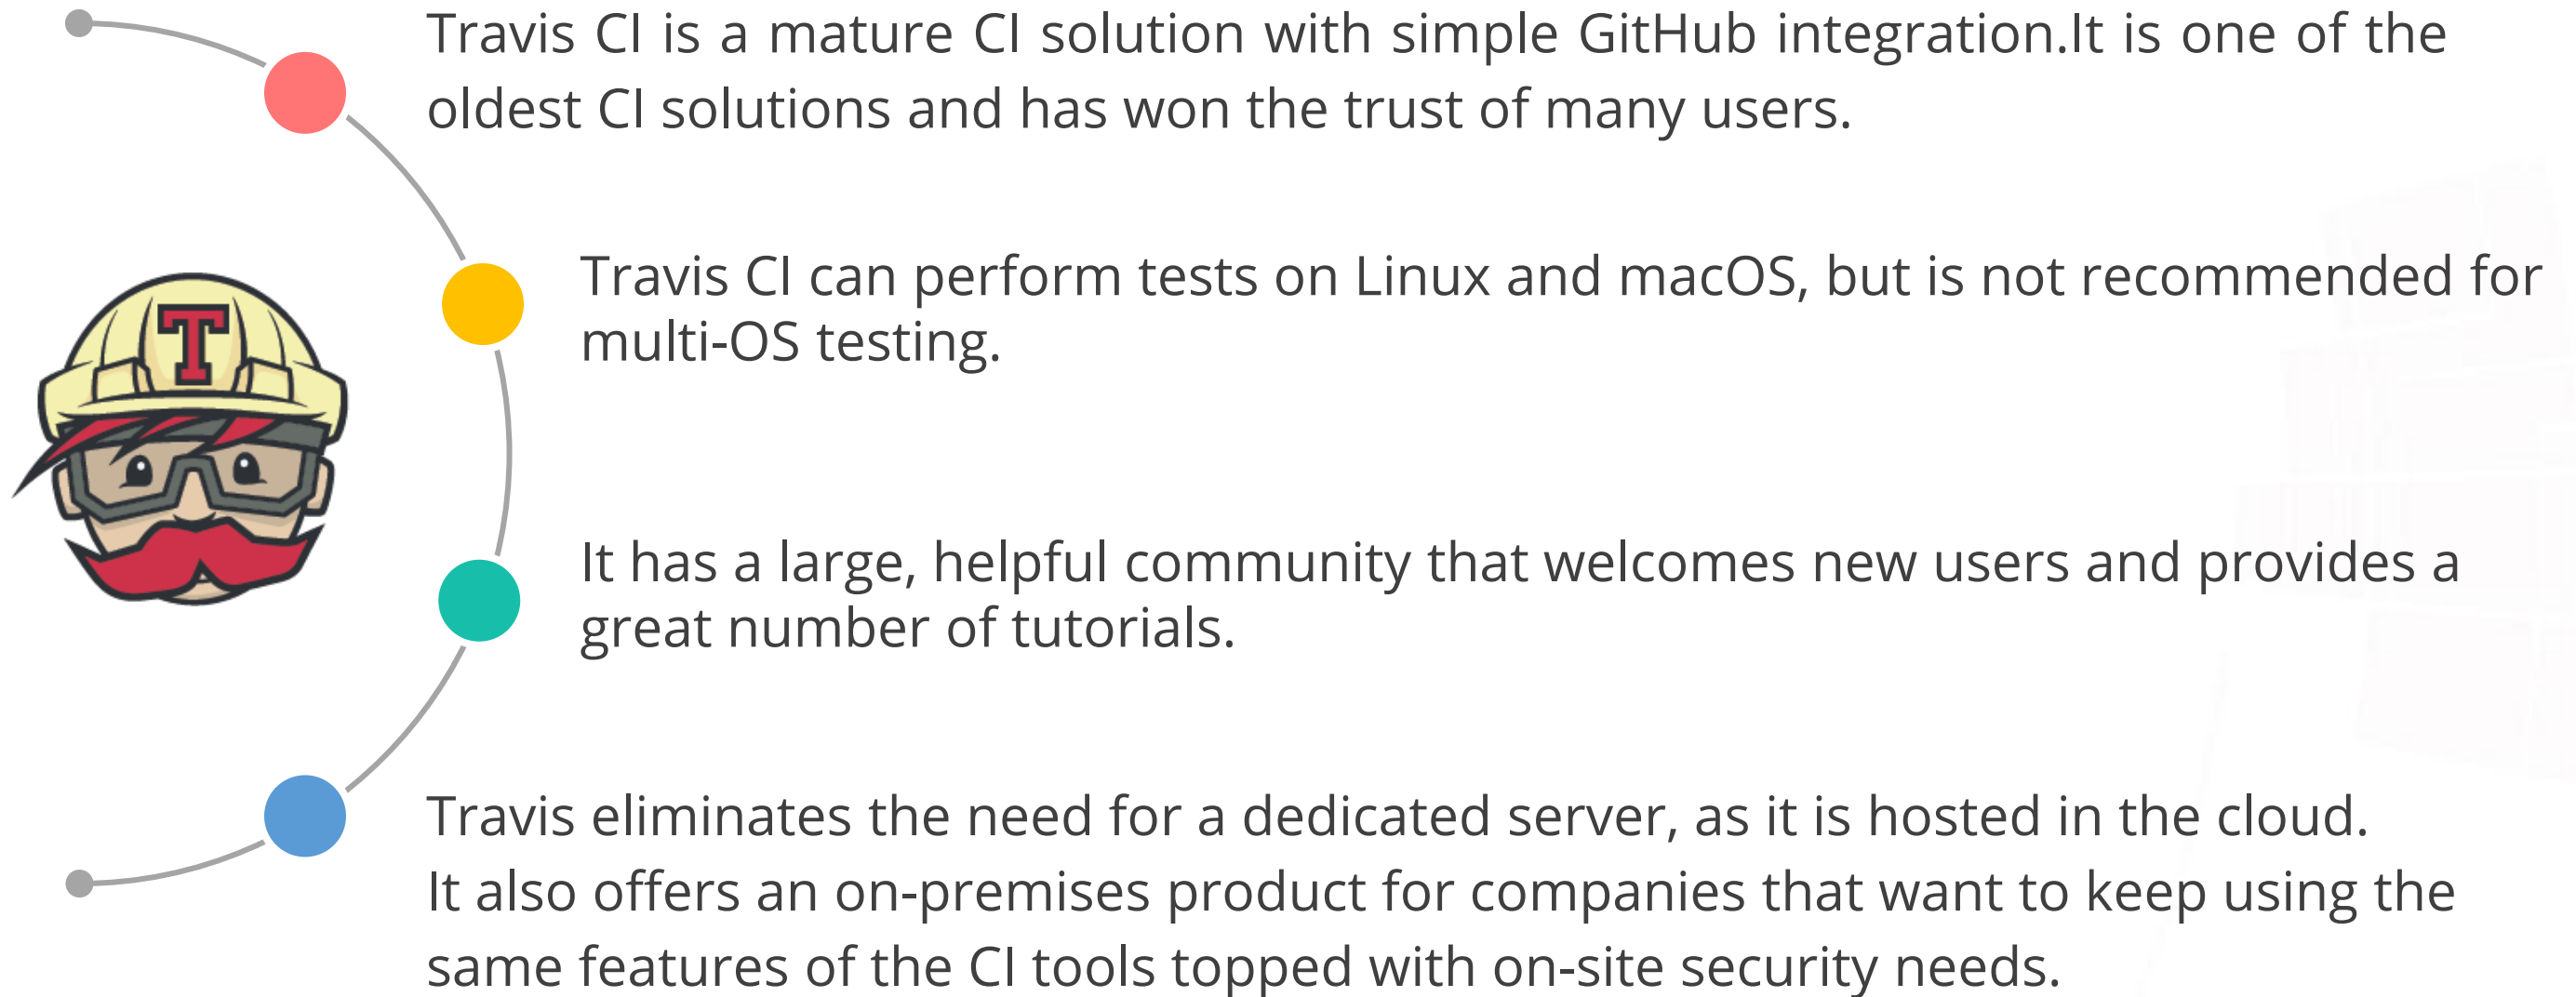 Travis CI is a mature CI solution with simple GitHub integration.It is one of the
oldest CI solutions and has won the trust of many users.
Travis CI can perform tests on Linux and macOS, but is not recommended for
multi-OS testing.
T
It has a large, helpful community that welcomes new users and provides a
great number of tutorials.
Travis eliminates the need for a dedicated server, as it is hosted in the cloud.
It also offers an on-premises product for companies that want to keep using the
same features of the CI tools topped with on-site security needs.